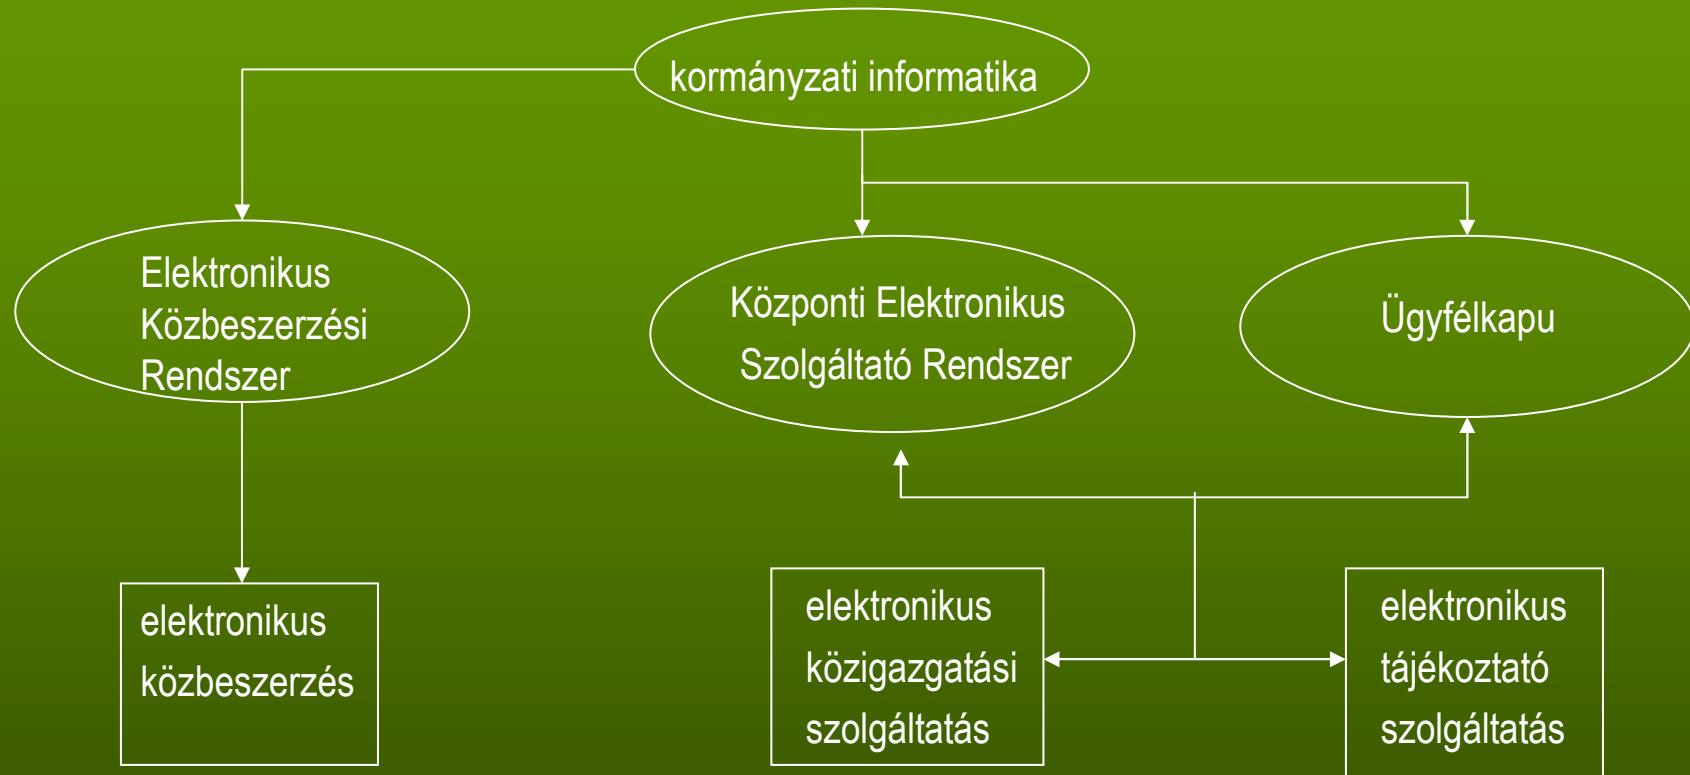 kormányzati informatika
Elektronikus
Közbeszerzési
Rendszer
Központi Elektronikus
Szolgáltató Rendszer
Ügyfélkapu
elektronikus
közbeszerzés
elektronikus
közigazgatási
szolgáltatás
elektronikus
tájékoztató
szolgáltatás